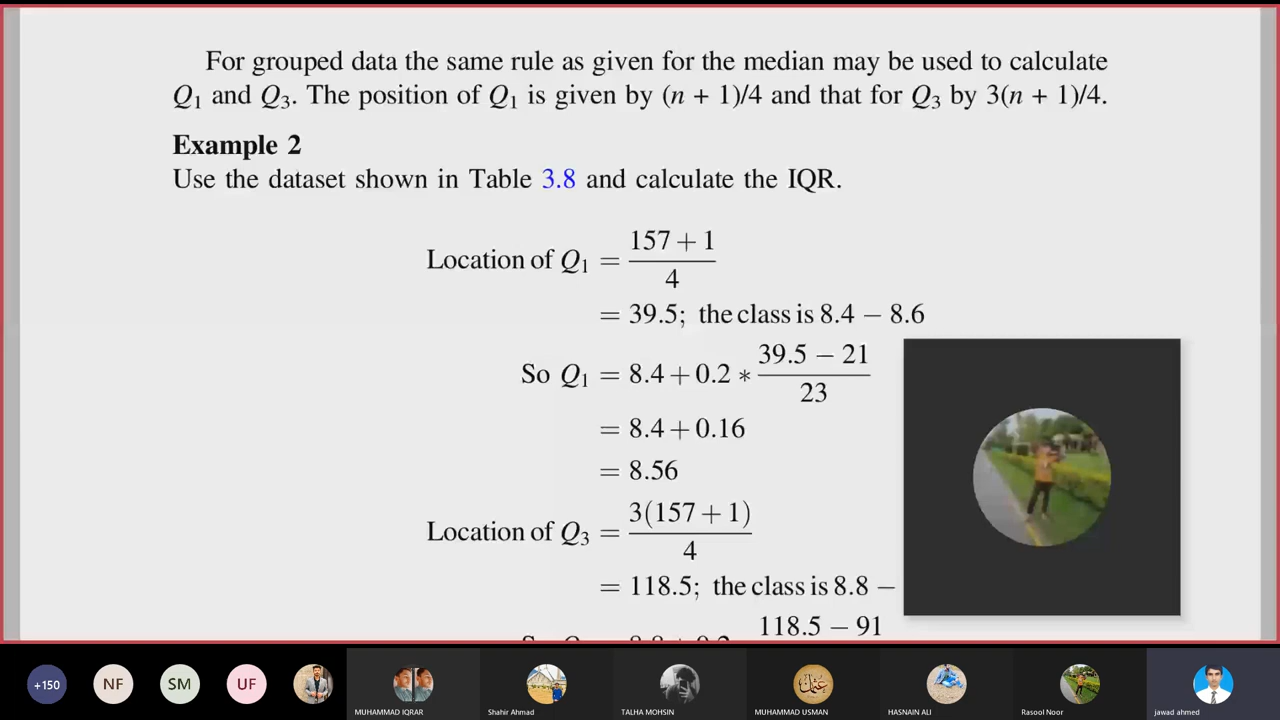 For grouped data the same rule as given for the median may be used to calculate
Q₁ and Q₃. The position of Q₁ is given by (n + 1)/4 and that for Q₃ by 3(n + 1)/4.
Example 2
Use the dataset shown in Table 3.8 and calculate the IQR.
Location of Q₁ = (157 + 1)/4
= 39.5; the class is 8.4 − 8.6
So Q₁ = 8.4 + 0.2 * (39.5 − 21)/23
= 8.4 + 0.16
= 8.56
Location of Q₃ = 3(157 + 1)/4
= 118.5; the class is 8.8 −
118.5 − 91
+150 NF SM UF MUHAMMAD IQRAR Shahir Ahmad TALHA MOHSIN MUHAMMAD USMAN HASNAIN ALI Rasool Noor jawad ahmed